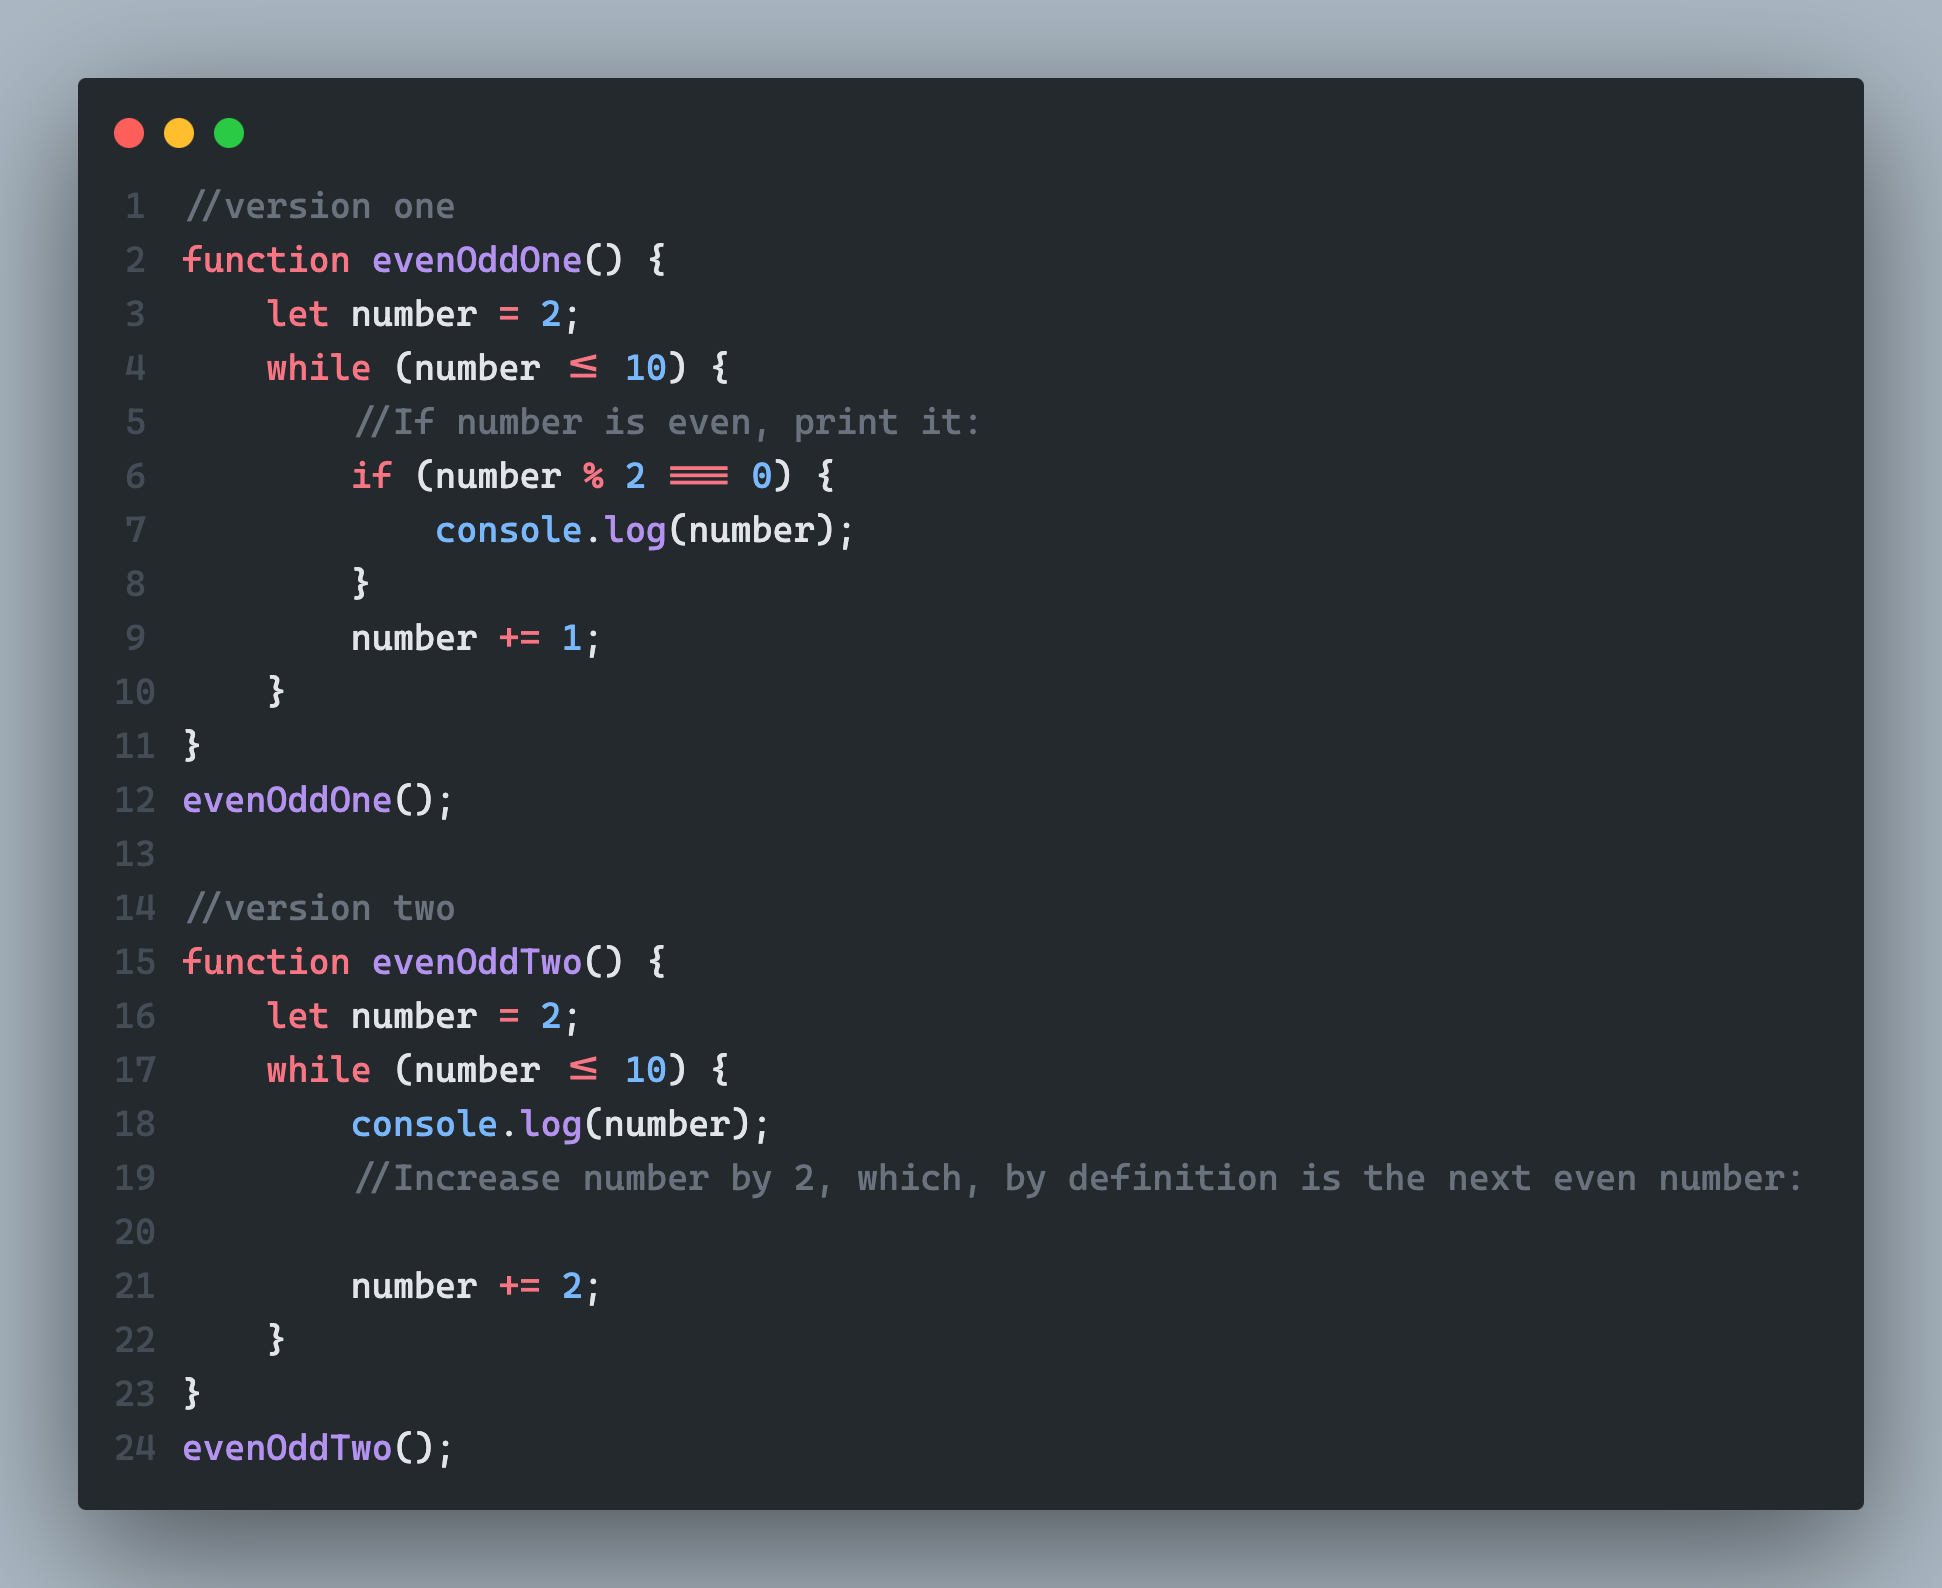 1 //version one
2 function evenOddOne() {
3     let number = 2;
4     while (number <= 10) {
5         //If number is even, print it:
6         if (number % 2 === 0) {
7             console.log(number);
8         }
9         number += 1;
10     }
11 }
12 evenOddOne();
13
14 //version two
15 function evenOddTwo() {
16     let number = 2;
17     while (number <= 10) {
18         console.log(number);
19         //Increase number by 2, which, by definition is the next even number:
20
21         number += 2;
22     }
23 }
24 evenOddTwo();